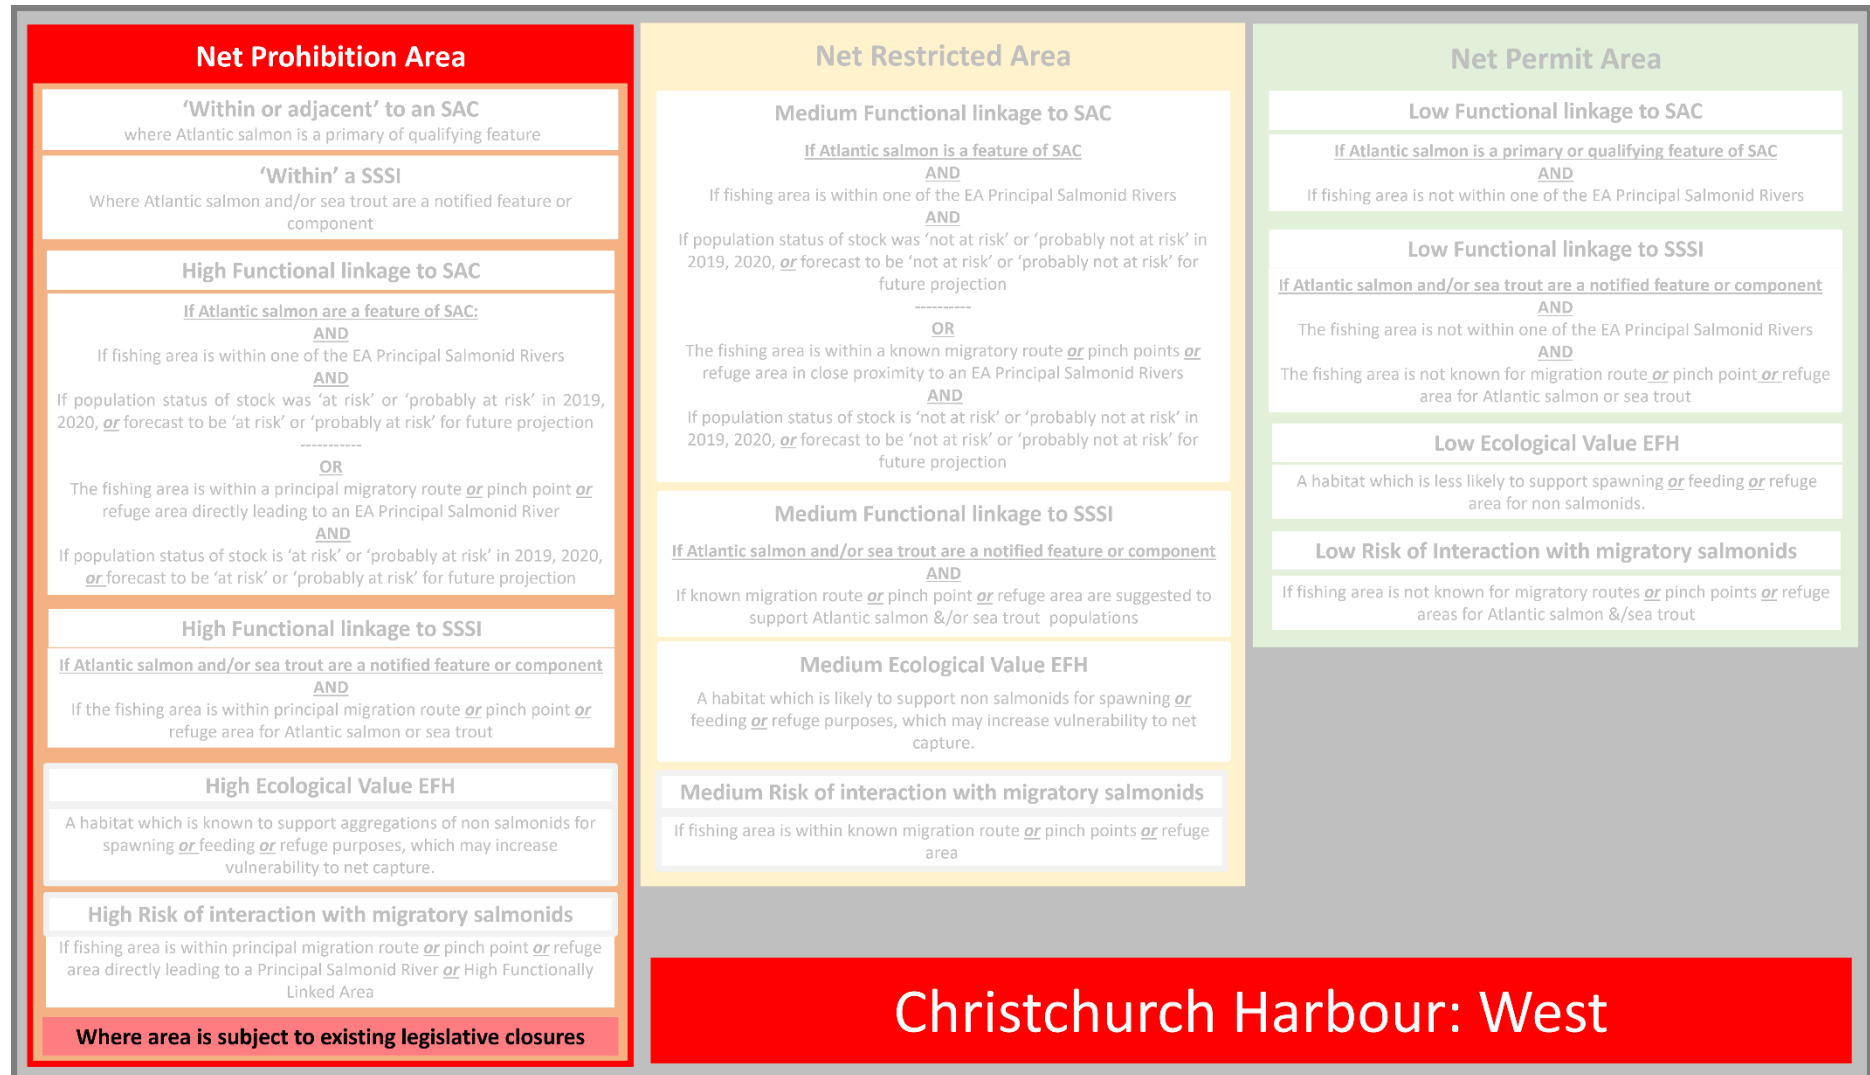 Net Prohibition Area
‘Within or adjacent’ to an SAC
where Atlantic salmon is a primary of qualifying feature
‘Within’ a SSSI
Where Atlantic salmon and/or sea trout are a notified feature or
component
High Functional linkage to SAC
If Atlantic salmon are a feature of SAC:
AND
If fishing area is within one of the EA Principal Salmonid Rivers
AND
If population status of stock was ‘at risk’ or ‘probably at risk’ in 2019,
2020, or forecast to be ‘at risk’ or ‘probably at risk’ for future projection
-----------
OR
The fishing area is within a principal migratory route or pinch point or
refuge area directly leading to an EA Principal Salmonid River
AND
If population status of stock is ‘at risk’ or ‘probably at risk’ in 2019, 2020,
or forecast to be ‘at risk’ or ‘probably at risk’ for future projection
High Functional linkage to SSSI
If Atlantic salmon and/or sea trout are a notified feature or component
AND
If the fishing area is within principal migration route or pinch point or
refuge area for Atlantic salmon or sea trout
High Ecological Value EFH
A habitat which is known to support aggregations of non salmonids for
spawning or feeding or refuge purposes, which may increase
vulnerability to net capture.
High Risk of interaction with migratory salmonids
If fishing area is within principal migration route or pinch point or refuge
area directly leading to a Principal Salmonid River or High Functionally
Linked Area
Where area is subject to existing legislative closures
Net Restricted Area
Medium Functional linkage to SAC
If Atlantic salmon is a feature of SAC
AND
If fishing area is within one of the EA Principal Salmonid Rivers
AND
If population status of stock was ‘not at risk’ or ‘probably not at risk’ in
2019, 2020, or forecast to be ‘not at risk’ or ‘probably not at risk’ for
future projection
----------
OR
The fishing area is within a known migratory route or pinch points or
refuge area in close proximity to an EA Principal Salmonid Rivers
AND
If population status of stock is ‘not at risk’ or ‘probably not at risk’ in
2019, 2020, or forecast to be ‘not at risk’ or ‘probably not at risk’ for
future projection
Medium Functional linkage to SSSI
If Atlantic salmon and/or sea trout are a notified feature or component
AND
If known migration route or pinch point or refuge area are suggested to
support Atlantic salmon &/or sea trout populations
Medium Ecological Value EFH
A habitat which is likely to support non salmonids for spawning or
feeding or refuge purposes, which may increase vulnerability to net
capture.
Medium Risk of interaction with migratory salmonids
If fishing area is within known migration route or pinch points or refuge
area
Net Permit Area
Low Functional linkage to SAC
If Atlantic salmon is a primary or qualifying feature of SAC
AND
If fishing area is not within one of the EA Principal Salmonid Rivers
Low Functional linkage to SSSI
If Atlantic salmon and/or sea trout are a notified feature or component
AND
The fishing area is not within one of the EA Principal Salmonid Rivers
AND
The fishing area is not known for migration route or pinch point or refuge
area for Atlantic salmon or sea trout
Low Ecological Value EFH
A habitat which is less likely to support spawning or feeding or refuge
area for non salmonids.
Low Risk of Interaction with migratory salmonids
If fishing area is not known for migratory routes or pinch points or refuge
areas for Atlantic salmon &/sea trout
Christchurch Harbour: West